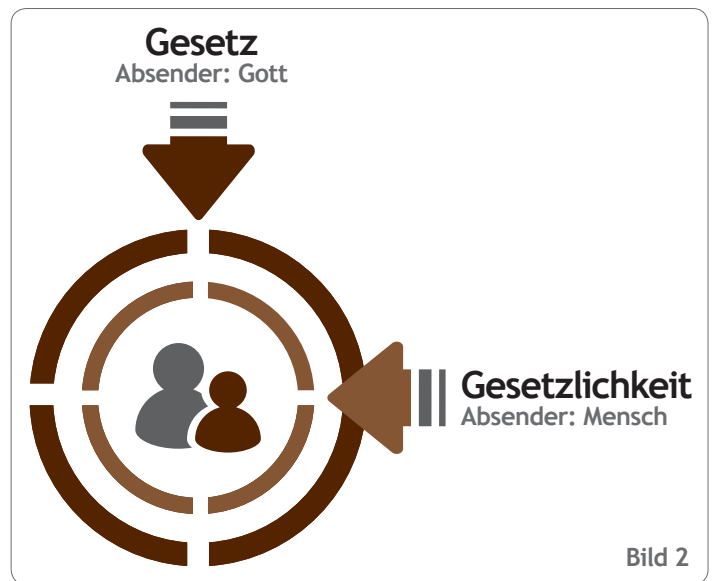 Gesetz
Absender: Gott
Gesetzlichkeit
Absender: Mensch
Bild 2